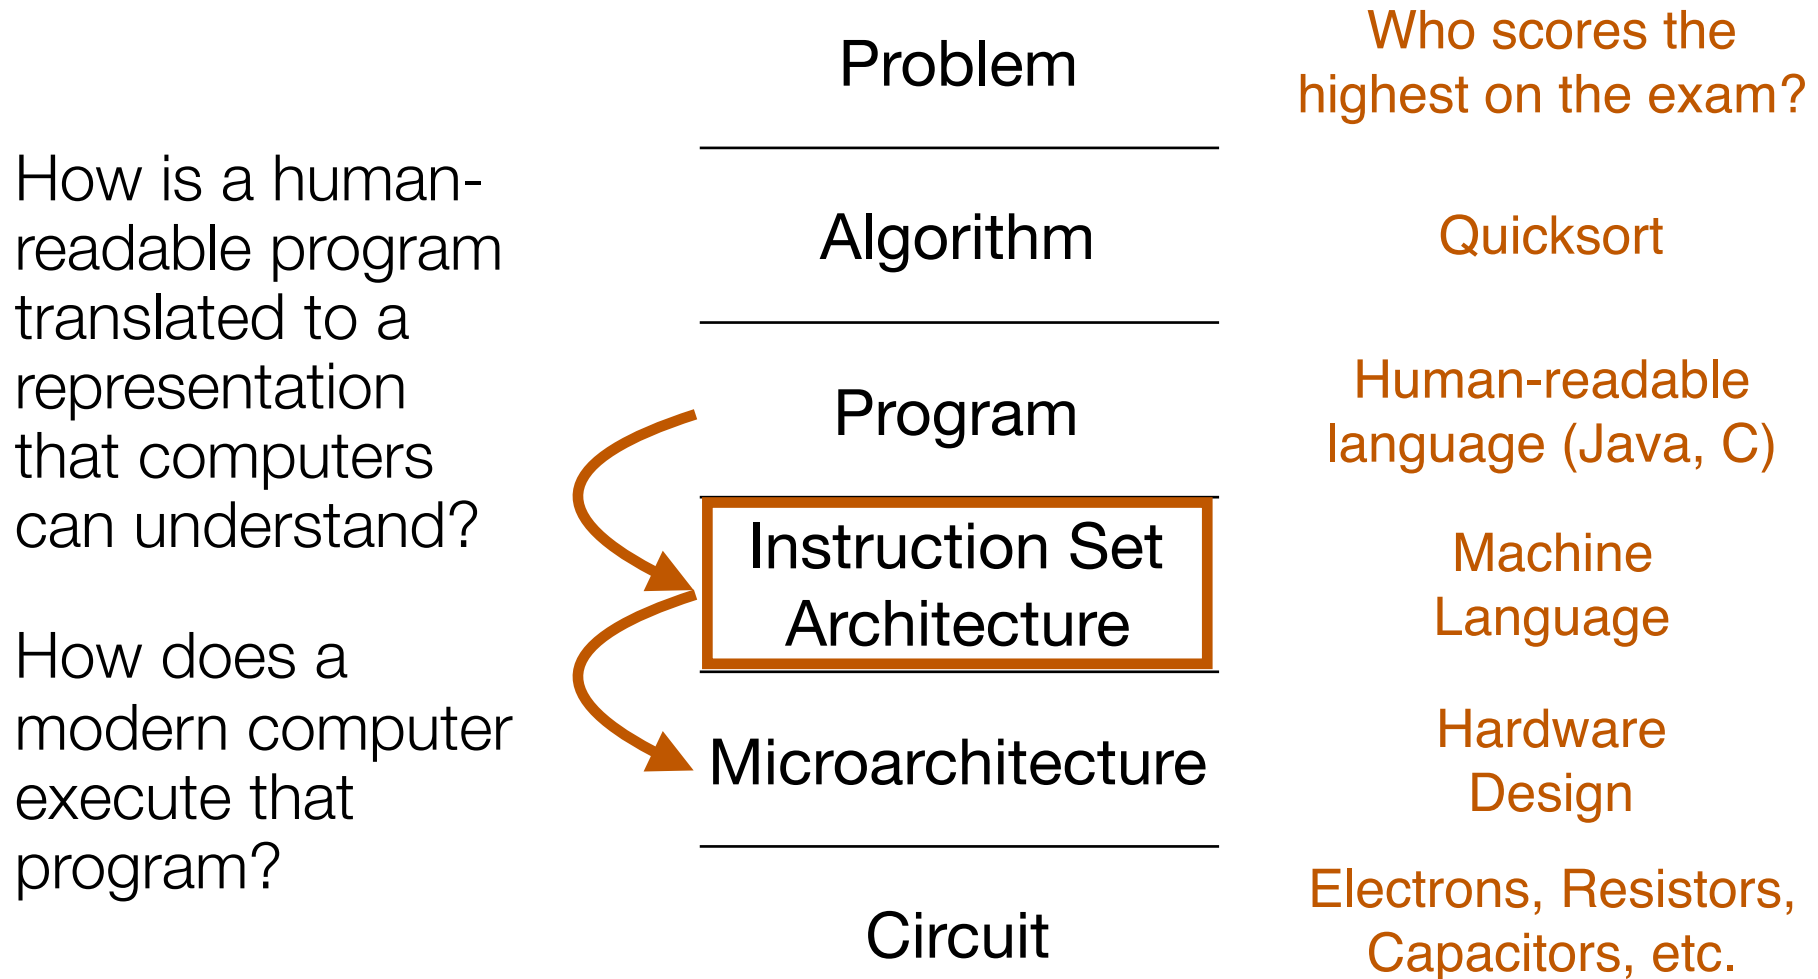 How is a human-
readable program
translated to a
representation
that computers
can understand?
How does a
modern computer
execute that
program?
Problem
Algorithm
Program
Instruction Set
Architecture
Microarchitecture
Circuit
Who scores the
highest on the exam?
Quicksort
Human-readable
language (Java, C)
Machine
Language
Hardware
Design
Electrons, Resistors,
Capacitors, etc.